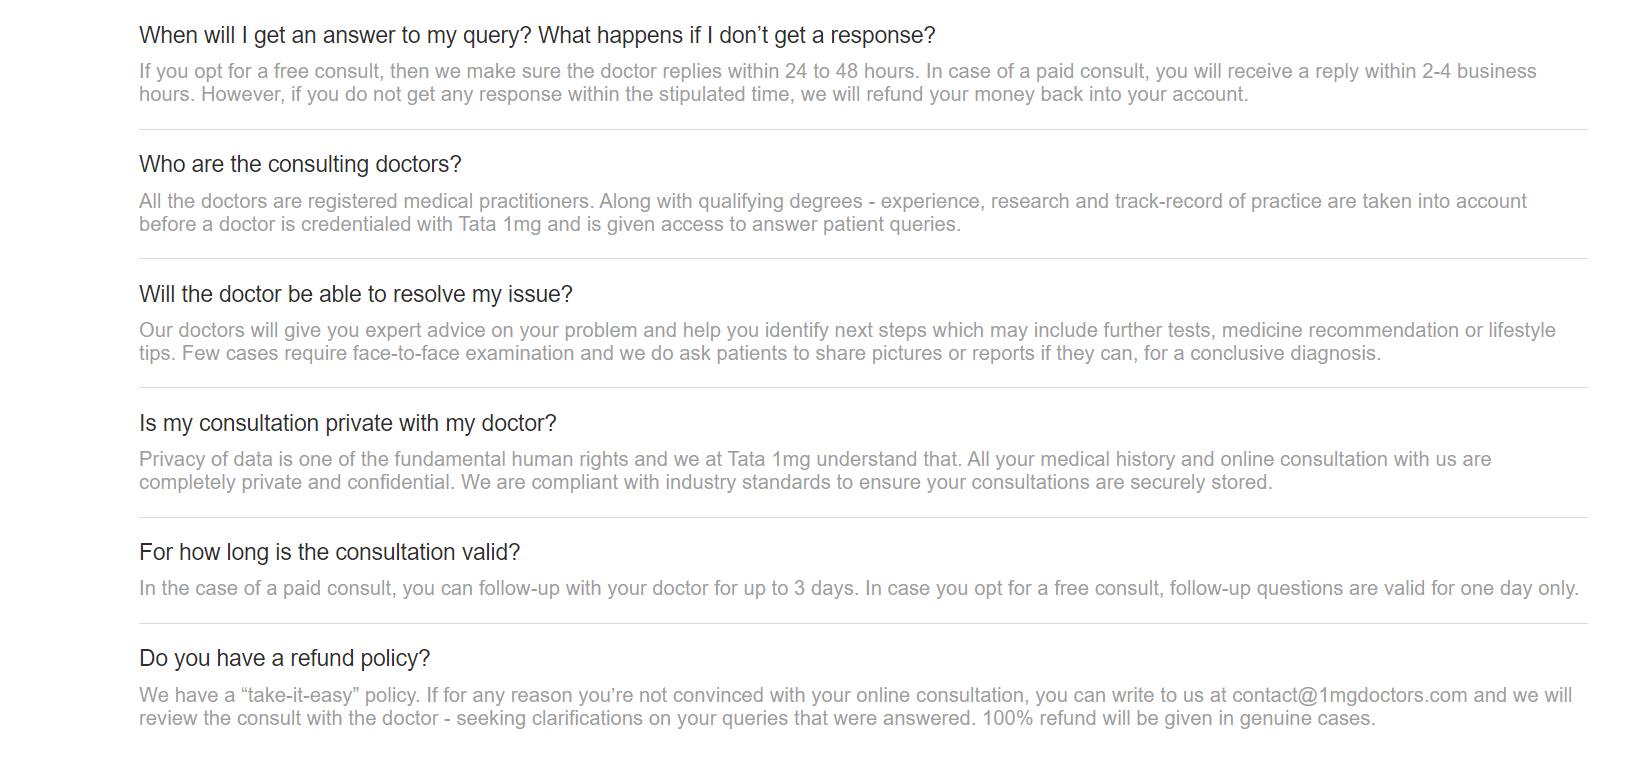 When will I get an answer to my query? What happens if I don’t get a response?
If you opt for a free consult, then we make sure the doctor replies within 24 to 48 hours. In case of a paid consult, you will receive a reply within 2-4 business
hours. However, if you do not get any response within the stipulated time, we will refund your money back into your account.
Who are the consulting doctors?
All the doctors are registered medical practitioners. Along with qualifying degrees - experience, research and track-record of practice are taken into account
before a doctor is credentialed with Tata 1mg and is given access to answer patient queries.
Will the doctor be able to resolve my issue?
Our doctors will give you expert advice on your problem and help you identify next steps which may include further tests, medicine recommendation or lifestyle
tips. Few cases require face-to-face examination and we do ask patients to share pictures or reports if they can, for a conclusive diagnosis.
Is my consultation private with my doctor?
Privacy of data is one of the fundamental human rights and we at Tata 1mg understand that. All your medical history and online consultation with us are
completely private and confidential. We are compliant with industry standards to ensure your consultations are securely stored.
For how long is the consultation valid?
In the case of a paid consult, you can follow-up with your doctor for up to 3 days. In case you opt for a free consult, follow-up questions are valid for one day only.
Do you have a refund policy?
We have a “take-it-easy” policy. If for any reason you’re not convinced with your online consultation, you can write to us at contact@1mgdoctors.com and we will
review the consult with the doctor - seeking clarifications on your queries that were answered. 100% refund will be given in genuine cases.